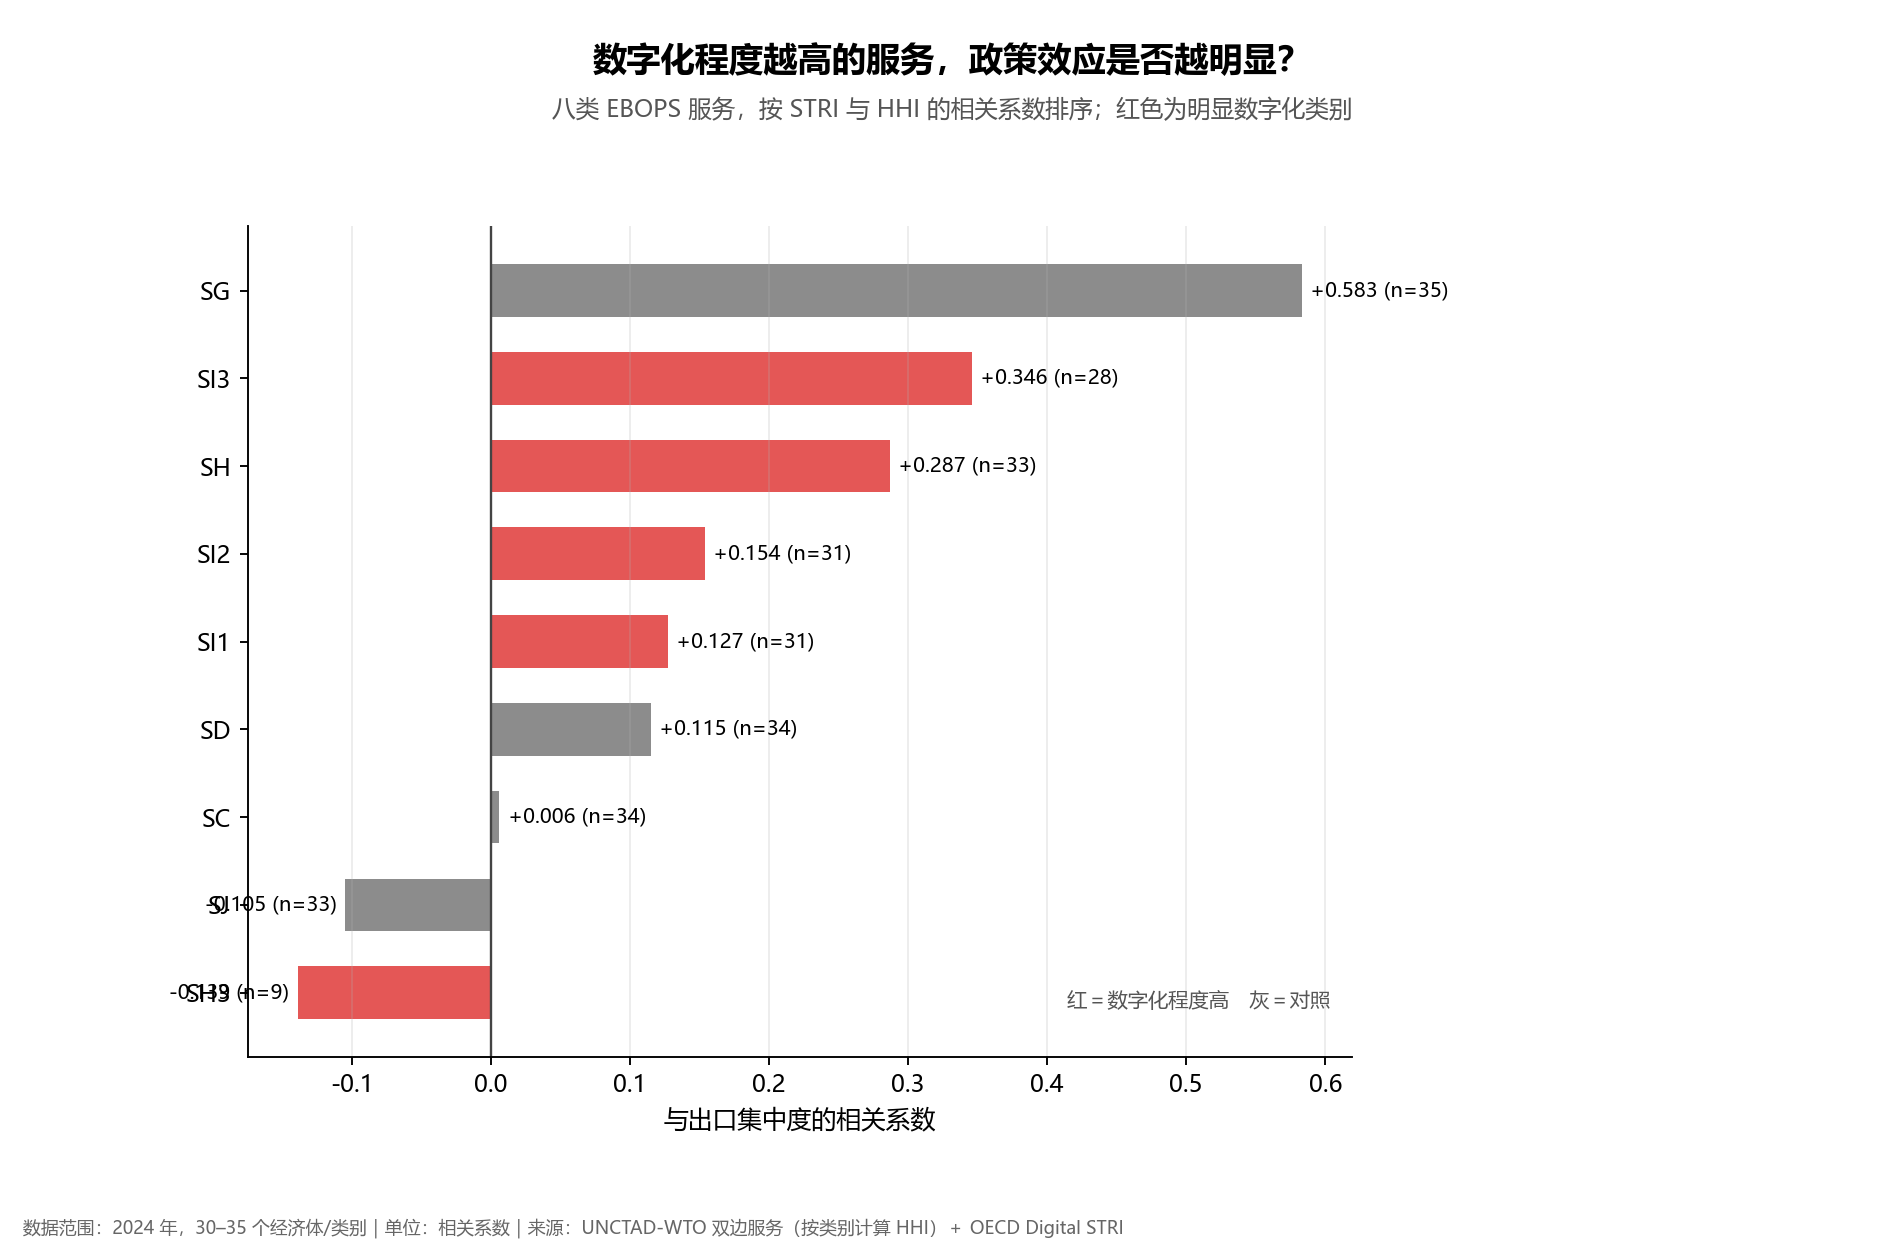 数字化程度越高的服务，政策效应是否越明显？
八类 EBOPS 服务，按 STRI 与 HHI 的相关系数排序；红色为明显数字化类别
SG +0.583 (n=35)
SI3 +0.346 (n=28)
SH +0.287 (n=33)
SI2 +0.154 (n=31)
SI1 +0.127 (n=31)
SD +0.115 (n=34)
SC +0.006 (n=34)
SJ -0.105 (n=33)
SH3 -0.139 (n=9)
红 = 数字化程度高 灰 = 对照
-0.1 0.0 0.1 0.2 0.3 0.4 0.5 0.6
与出口集中度的相关系数
数据范围：2024 年，30–35 个经济体/类别 | 单位：相关系数 | 来源：UNCTAD-WTO 双边服务（按类别计算 HHI）+ OECD Digital STRI